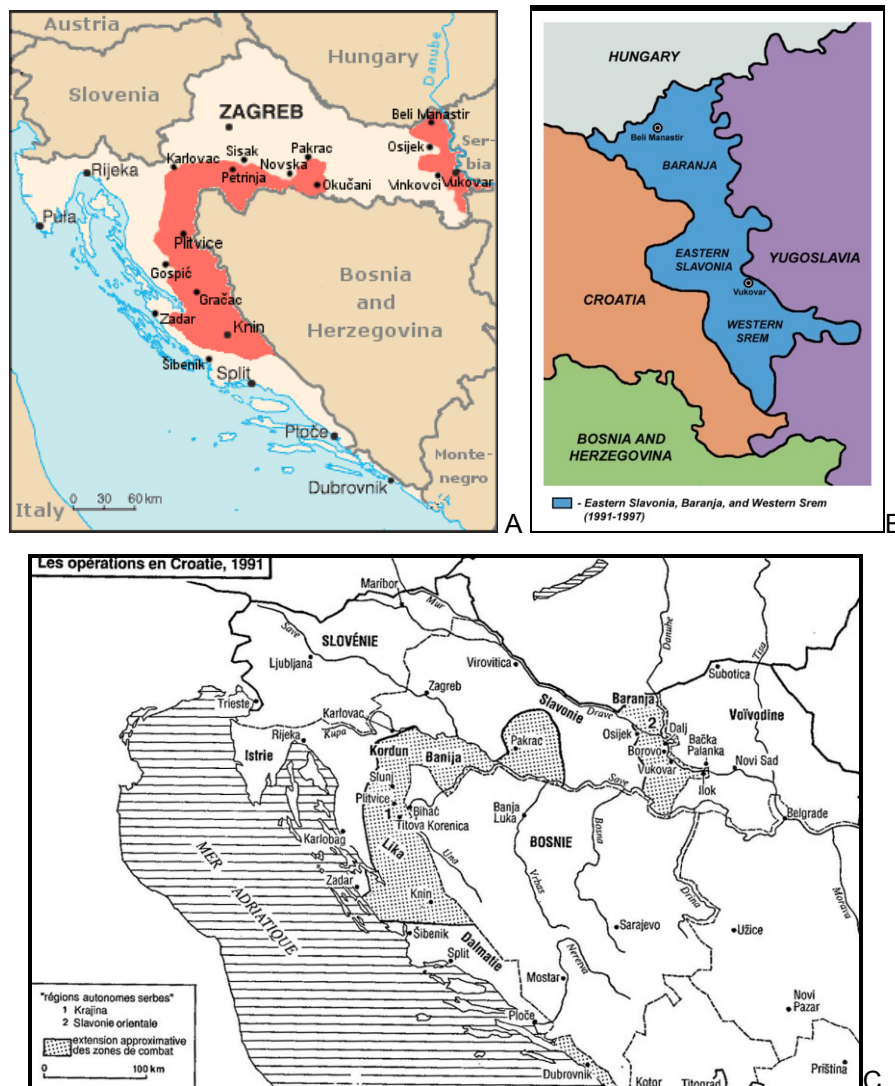 Austria
Hungary
Danube
Slovenia
ZAGREB
Beli Manastir
Osijek
Ser-
bia
Karlovac
Sisak
Pakrac
Novska
Rijeka
Petrinja
Okučani
Vinkovci
Vukovar
Pula
Plitvice
Gospić
Bosnia
and
Herzegovina
Gračac
Zadar
Knin
Šibenik
Split
Ploče
Monte-
negro
Dubrovnik
Italy
0 30 60 km
A
HUNGARY
Beli Manastir
BARANJA
EASTERN
SLAVONIA
YUGOSLAVIA
Vukovar
CROATIA
WESTERN
SREM
BOSNIA AND
HERZEGOVINA
- Eastern Slavonia, Baranja, and Western Srem
(1991-1997)
B
Les opérations en Croatie, 1991
Maribor
Mur
Save
SLOVÉNIE
Danube
Tisa
Ljubljana
Virovitica
Subotica
Zagreb
Trieste
Slavonie
Baranja
Drave
2
Voïvodine
Karlovac
Rijeka
Kupa
Osijek
Dalj
Bačka
Palanka
Istrie
Kordun
Banija
Pakrac
Borovo
Vukovar
Novi Sad
Slunj
Save
Ilok
Plitvice
Bihać
Banja
Luka
Belgrade
1
Titova Korenica
BOSNIE
Bosna
Karlobag
Lika
Una
MER ADRIATIQUE
Zadar
Vrbas
Drina
Morava
Knin
Šibenik
Dalmatie
Sarajevo
Užice
Split
Mostar
Nererva
"régions autonomes serbes"
1 Krajina
2 Slavonie orientale
extension approximative
des zones de combat
0 100 km
Ploče
Novi
Pazar
Dubrovnik
Kotor
Titograd
Priština
C